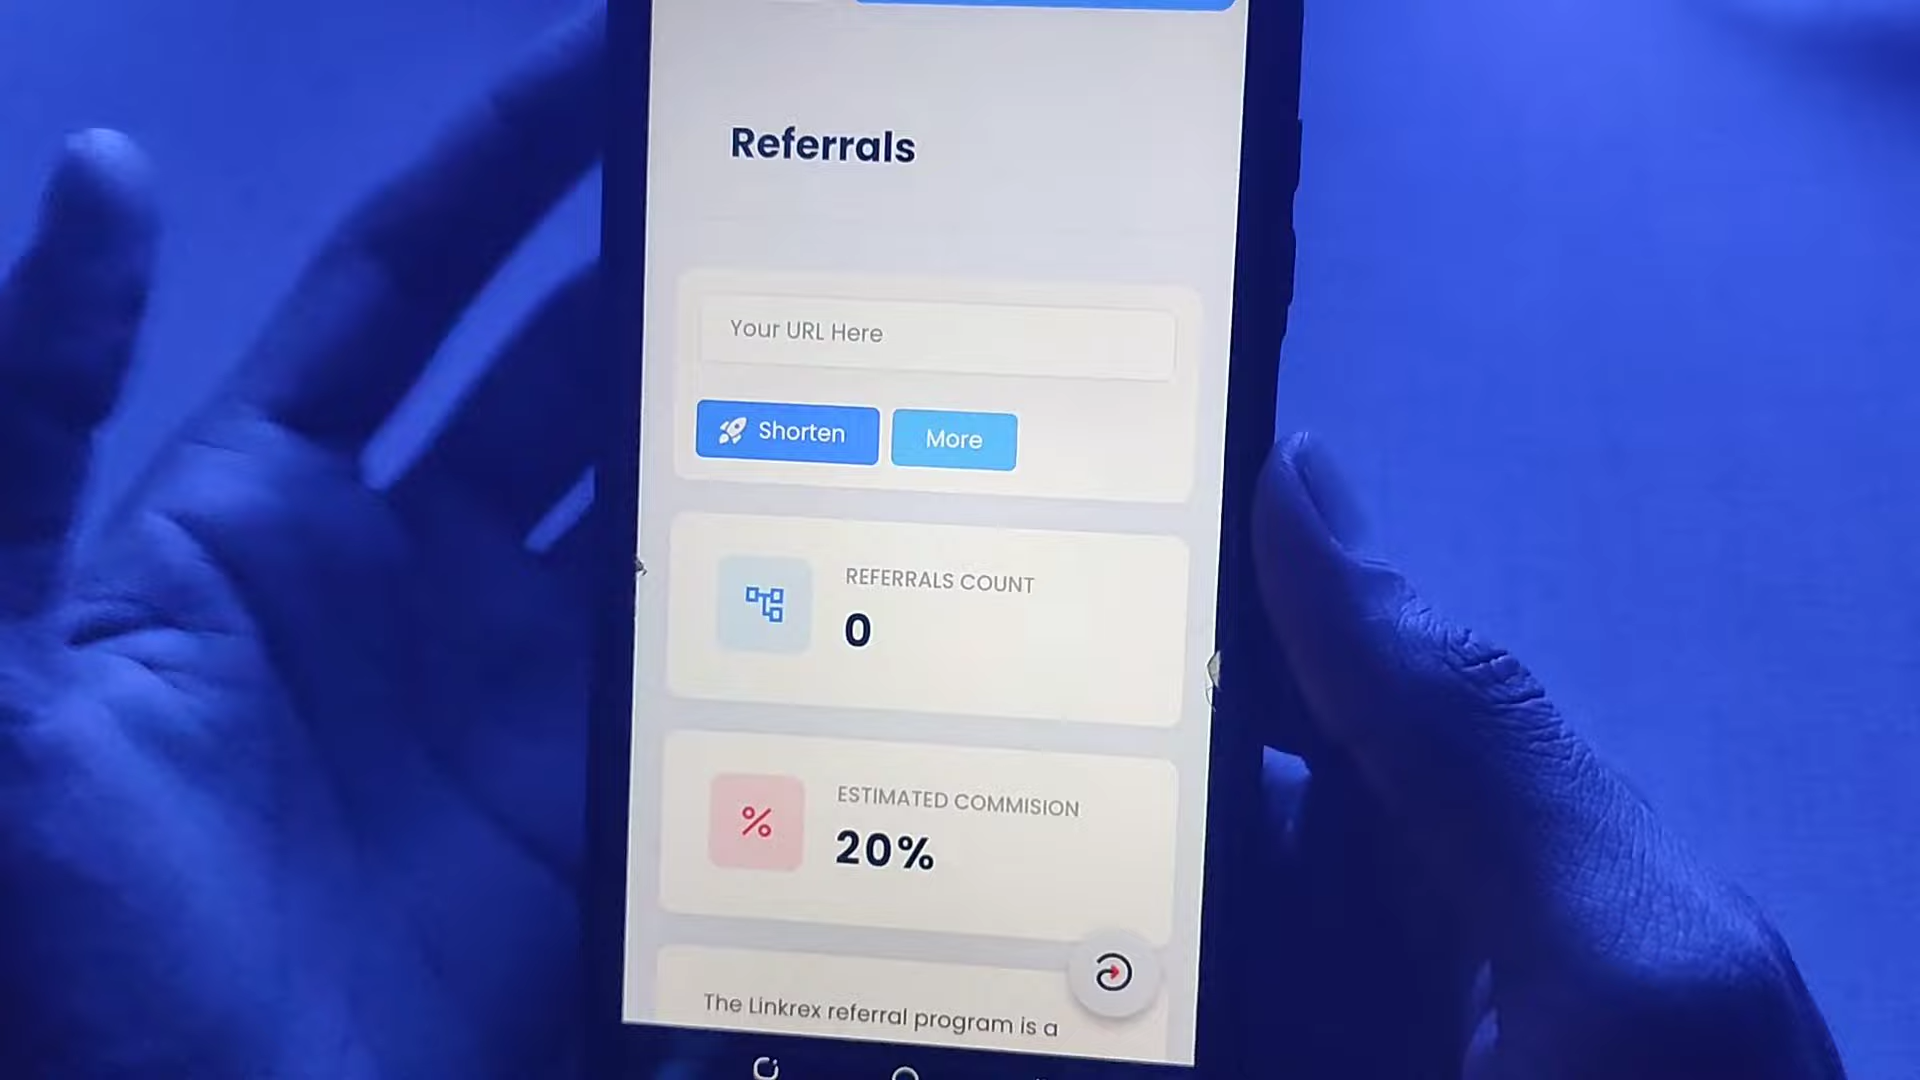 Referrals
Your URL Here
Shorten
More
REFERRALS COUNT
0
ESTIMATED COMMISION
20%
The Linkrex referral program is a